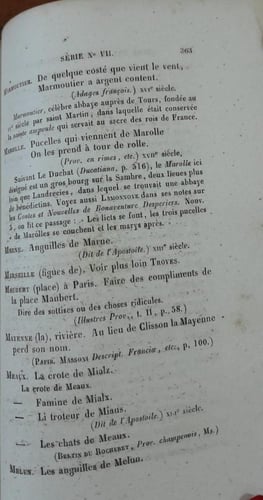 SÉRIE No VII. 363
MARMOUTIER. De quelque costé que vient le vent,
Marmoutier a argent content.
(Adages françois.) XVIe siècle.
Marmoutier, célèbre abbaye auprès de Tours, fondée au
IVe siècle par saint Martin, dans laquelle était conservée
la sainte ampoule qui servait au sacre des rois de France.
MAROLLE. Pucelles qui viennent de Marolle
On les prend à tour de rolle.
(Prov. en rimes, etc.) XVIIe siècle.
Suivant Le Duchat (Ducatiana, p. 516), le Marolle ici
désigné est un gros bourg sur la Sambre, deux lieues plus
bas que Landrecies, dans lequel se trouvait une abbaye
de bénédictins. Voyez aussi LAMONNOYE dans ses notes sur
les Contes et Nouvelles de Bonaventure Desperiers. Nouv.
5, on fit ce passage : Les licts se font, les trois pucelles
de Marolles se couchent et les marys après.
MARNE. Anguilles de Marne.
(Dit de l'Apostoile.) XIIIe siècle.
MARSEILLE (figues de). Voir plus loin TROYES.
MAUBERT (place) à Paris. Faire des compliments de
la place Maubert.
Dire des sottises ou des choses ridicules.
(Illustres Prov., t. II, p. 58.)
MAYENNE (la), rivière. Au lieu de Clisson la Mayenne
perd son nom.
(PAPIR. MASSONI Descript. Franciæ, etc., p. 100.)
MEAUX. La crote de Mialz.
La crote de Meaux.
— Famine de Mialx.
— Li troteur de Miaus.
(Dit de l'Apostoile.) XIIIe siècle.
— Les chats de Meaux.
(BERTIN DU ROCHERET, Prov. champenois, Ms.)
MELUN. Les anguilles de Melun.